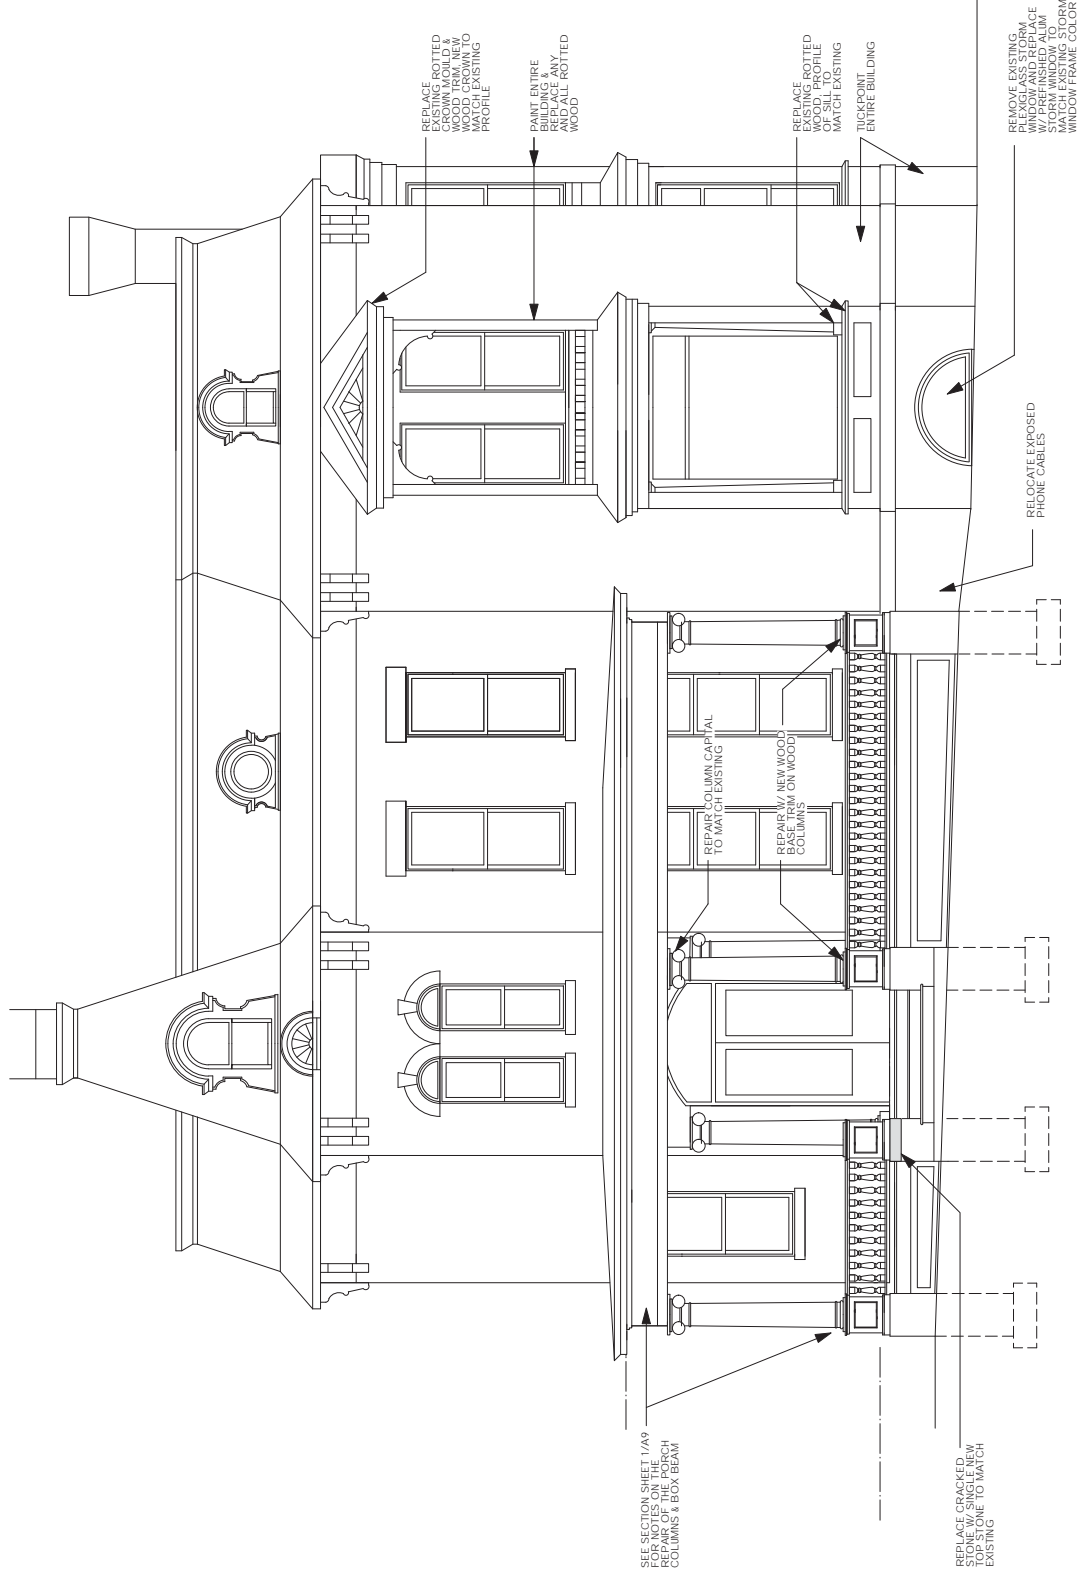 REPLACE
EXISTING ROTTED
CROWN MOULD &
WOOD TRIM, NEW
WOOD CROWN TO
MATCH EXISTING
PROFILE
PAINT ENTIRE
BUILDING &
REPLACE ANY
AND ALL ROTTED
WOOD
REPLACE
EXISTING ROTTED
WOOD PROFILE
OF SILL TO
MATCH EXISTING
TUCKPOINT
ENTIRE BUILDING
REMOVE EXISTING
PLEXIGLASS STORM
WINDOW AND REPLACE
W/ PREFINSHED ALUM
STORM WINDOW TO
MATCH EXISTING STORM
WINDOW FRAME COLOR
RELOCATE EXPOSED
PHONE CABLES
REPAIR COLUMN CAPITAL
TO MATCH EXISTING
REPAIR W/ NEW WOOD
BASE TRIM ON WOOD
COLUMNS
SEE SECTION SHEET 1/A9
FOR NOTES ON THE
REPAIR OF THE PORCH
COLUMNS & BOX BEAM
REPLACE CRACKED
STONE W/ SINGLE NEW
TOP STONE TO MATCH
EXISTING